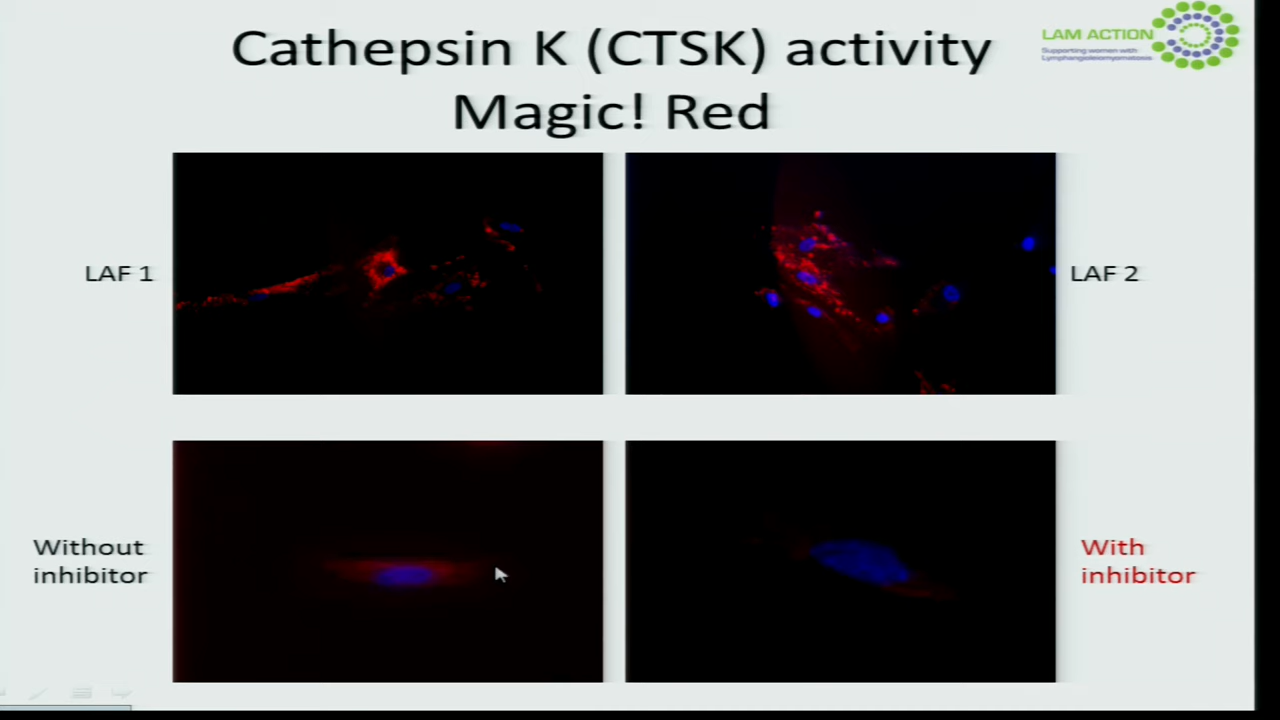 Cathepsin K (CTSK) activity
Magic! Red
LAM ACTION
Supporting women with
Lymphangioleiomyomatosis
LAF 1
LAF 2
Without
inhibitor
With
inhibitor